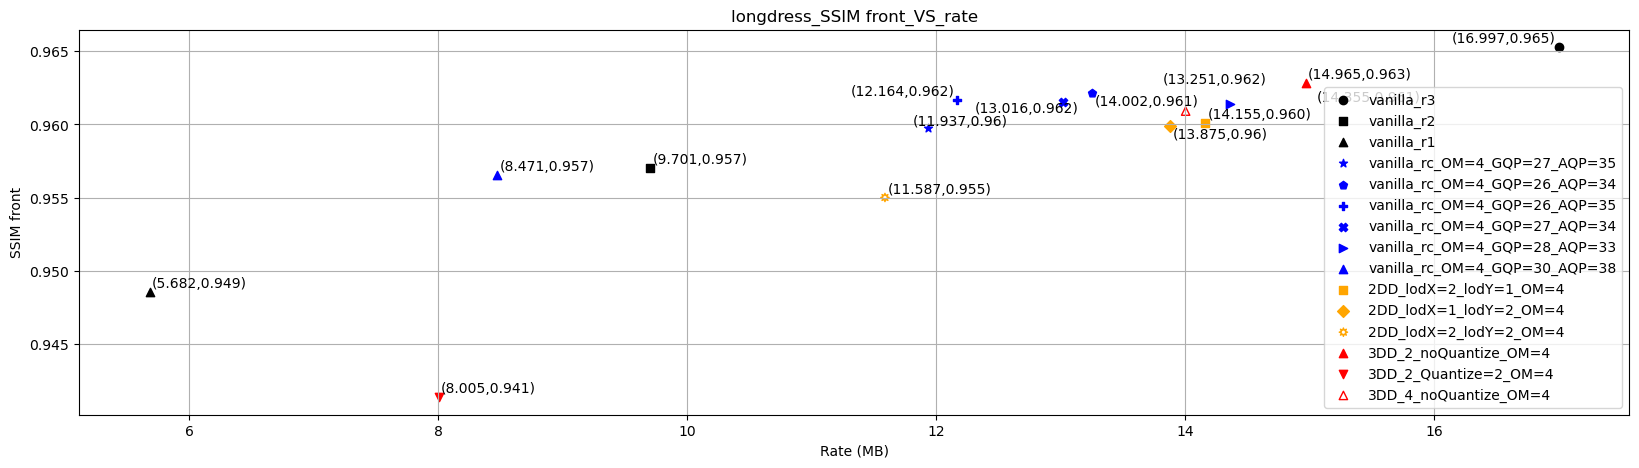 longdress_SSIM front_VS_rate
SSIM front
0.965
0.960
0.955
0.950
0.945
(16.997,0.965)
(14.965,0.963)
(13.251,0.962)
(12.164,0.962)
(14.355,0.961)
(14.002,0.961)
(13.016,0.962)
(14.155,0.960)
(11.937,0.96)
(13.875,0.96)
(9.701,0.957)
(8.471,0.957)
(11.587,0.955)
(5.682,0.949)
(8.005,0.941)
vanilla_r3
vanilla_r2
vanilla_r1
vanilla_rc_OM=4_GQP=27_AQP=35
vanilla_rc_OM=4_GQP=26_AQP=34
vanilla_rc_OM=4_GQP=26_AQP=35
vanilla_rc_OM=4_GQP=27_AQP=34
vanilla_rc_OM=4_GQP=28_AQP=33
vanilla_rc_OM=4_GQP=30_AQP=38
2DD_lodX=2_lodY=1_OM=4
2DD_lodX=1_lodY=2_OM=4
2DD_lodX=2_lodY=2_OM=4
3DD_2_noQuantize_OM=4
3DD_2_Quantize=2_OM=4
3DD_4_noQuantize_OM=4
6
8
10
12
14
16
Rate (MB)